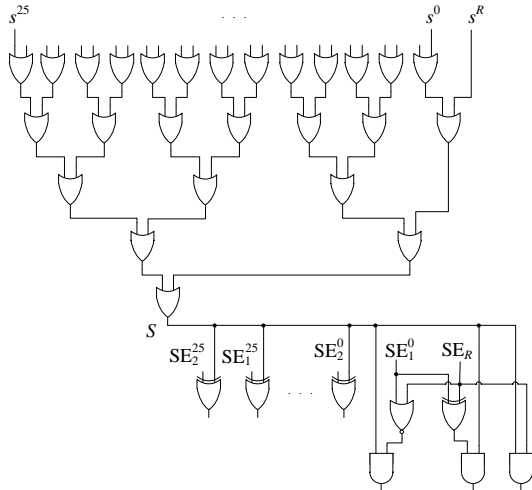 s^25 . . . s^0 s^R
S
SE_2^25 SE_1^25 SE_2^0 SE_1^0 SE_R
. . .